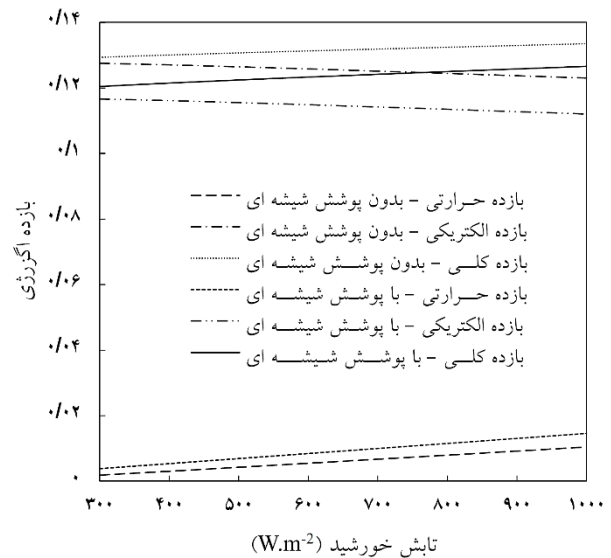 ۰/۱۴
۰/۱۲
۰/۱
۰/۰۸
۰/۰۶
۰/۰۴
۰/۰۲
۰
بازده اگزرژی
بازده حرارتی – بدون پوشش شیشه ای
بازده الکتریکی – بدون پوشش شیشه ای
بازده کلی – بدون پوشش شیشه ای
بازده حرارتی – با پوشش شیشه ای
بازده الکتریکی – با پوشش شیشه ای
بازده کلی – با پوشش شیشه ای
۳۰۰ ۴۰۰ ۵۰۰ ۶۰۰ ۷۰۰ ۸۰۰ ۹۰۰ ۱۰۰۰
تابش خورشید (W.m-2)